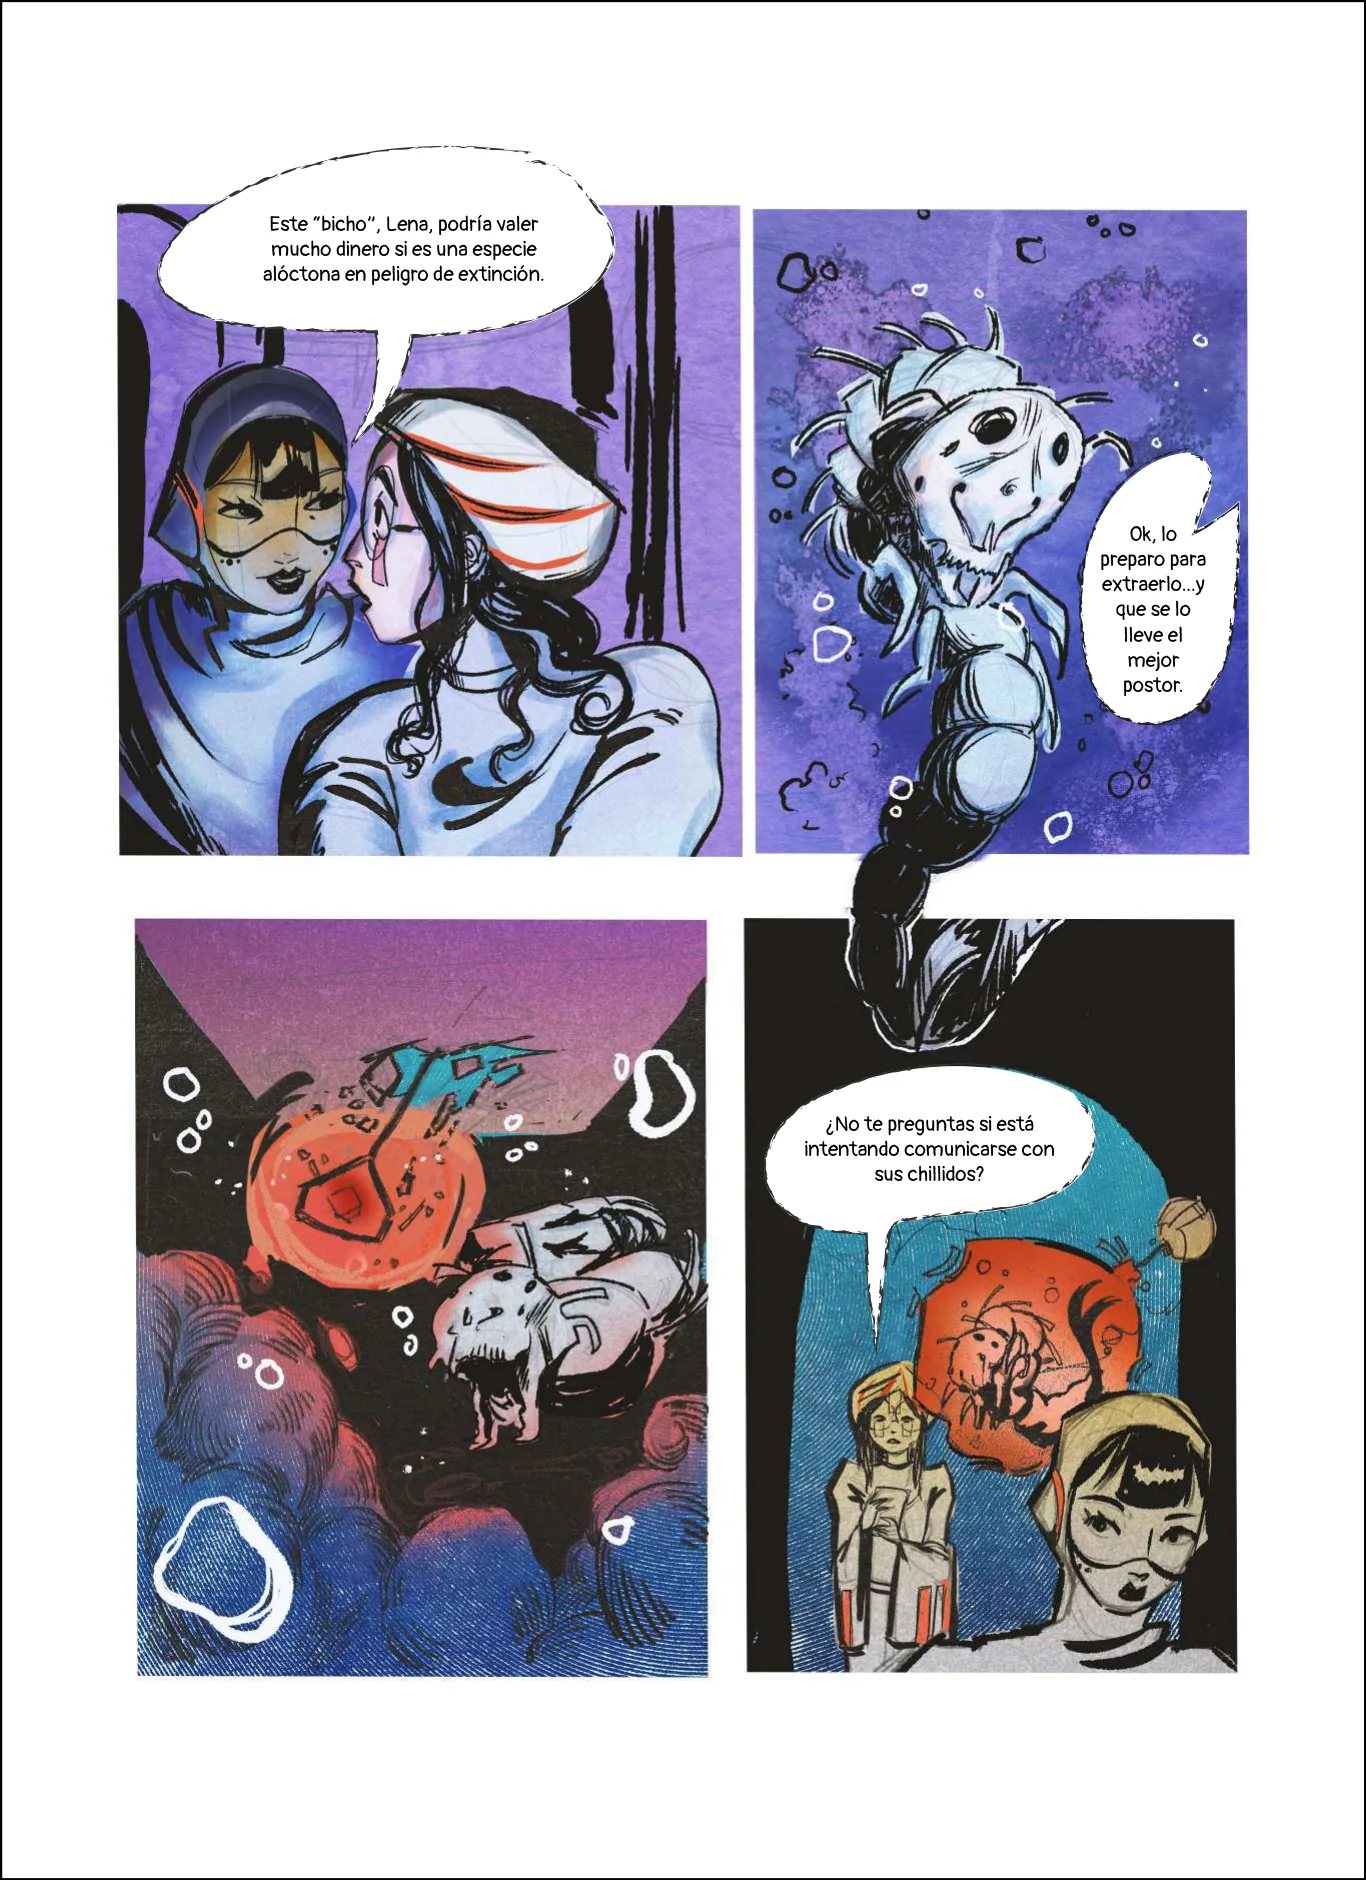 Este “bicho”, Lena, podría valer
mucho dinero si es una especie
alóctona en peligro de extinción.
Ok, lo
preparo para
extraerlo...y
que se lo
lleve el
mejor
postor.
¿No te preguntas si está
intentando comunicarse con
sus chillidos?